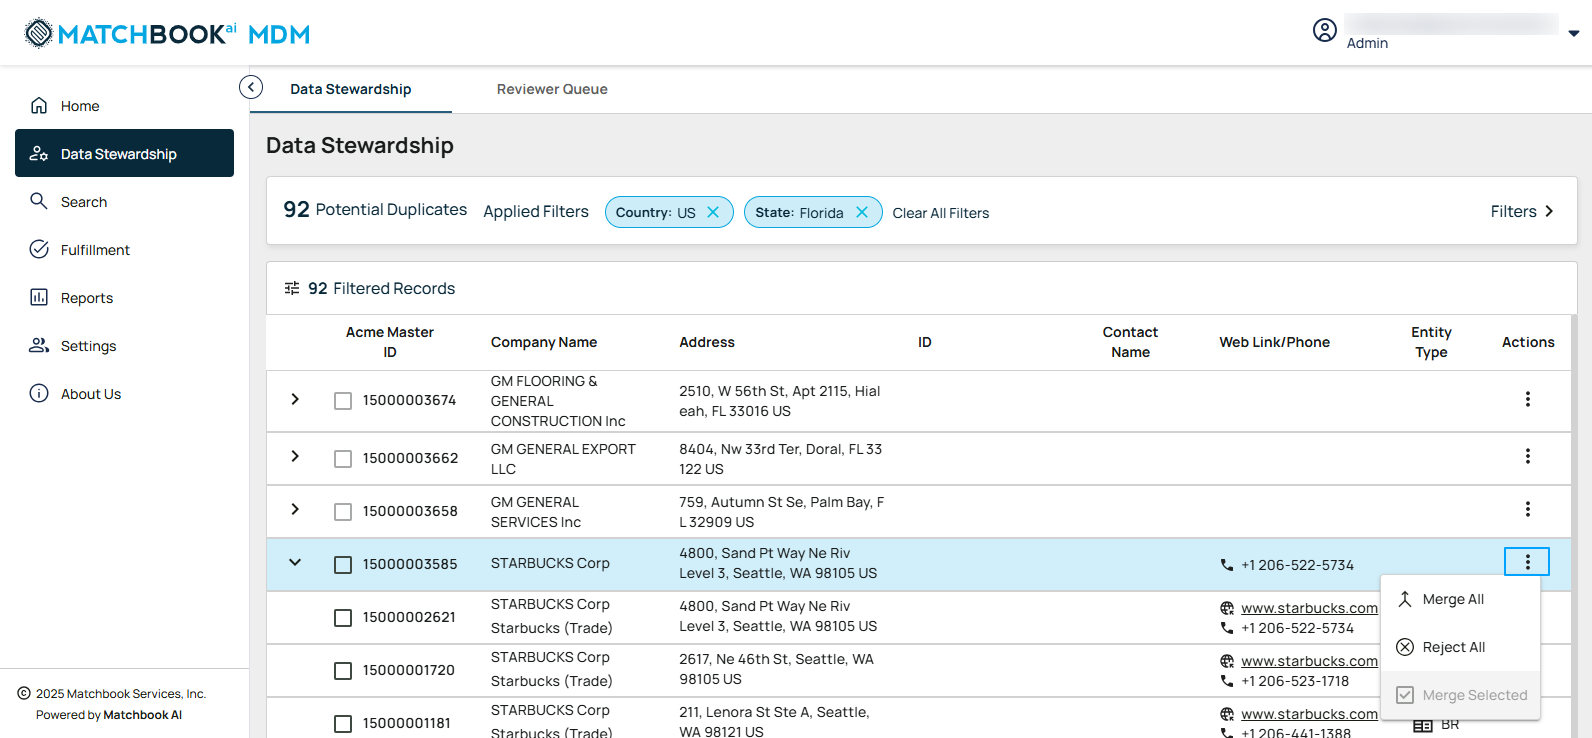 MATCHBOOKai MDM
Admin
Home
Data Stewardship
Search
Fulfillment
Reports
Settings
About Us
© 2025 Matchbook Services, Inc.
Powered by Matchbook AI
Data Stewardship
Reviewer Queue
Data Stewardship
92 Potential Duplicates
Applied Filters
Country: US
State: Florida
Clear All Filters
Filters
92 Filtered Records
Acme Master
ID
Company Name
Address
ID
Contact
Name
Web Link/Phone
Entity
Type
Actions
15000003674
GM FLOORING &
GENERAL
CONSTRUCTION Inc
2510, W 56th St, Apt 2115, Hial
eah, FL 33016 US
15000003662
GM GENERAL EXPORT
LLC
8404, Nw 33rd Ter, Doral, FL 33
122 US
15000003658
GM GENERAL
SERVICES Inc
759, Autumn St Se, Palm Bay, F
L 32909 US
15000003585
STARBUCKS Corp
4800, Sand Pt Way Ne Riv
Level 3, Seattle, WA 98105 US
+1 206-522-5734
15000002621
STARBUCKS Corp
Starbucks (Trade)
4800, Sand Pt Way Ne Riv
Level 3, Seattle, WA 98105 US
www.starbucks.com
+1 206-522-5734
15000001720
STARBUCKS Corp
Starbucks (Trade)
2617, Ne 46th St, Seattle, WA
98105 US
www.starbucks.com
+1 206-523-1718
15000001181
STARBUCKS Corp
Starbucks (Trade)
211, Lenora St Ste A, Seattle,
WA 98121 US
www.starbucks.com
+1 206-441-1388
BR
Merge All
Reject All
Merge Selected